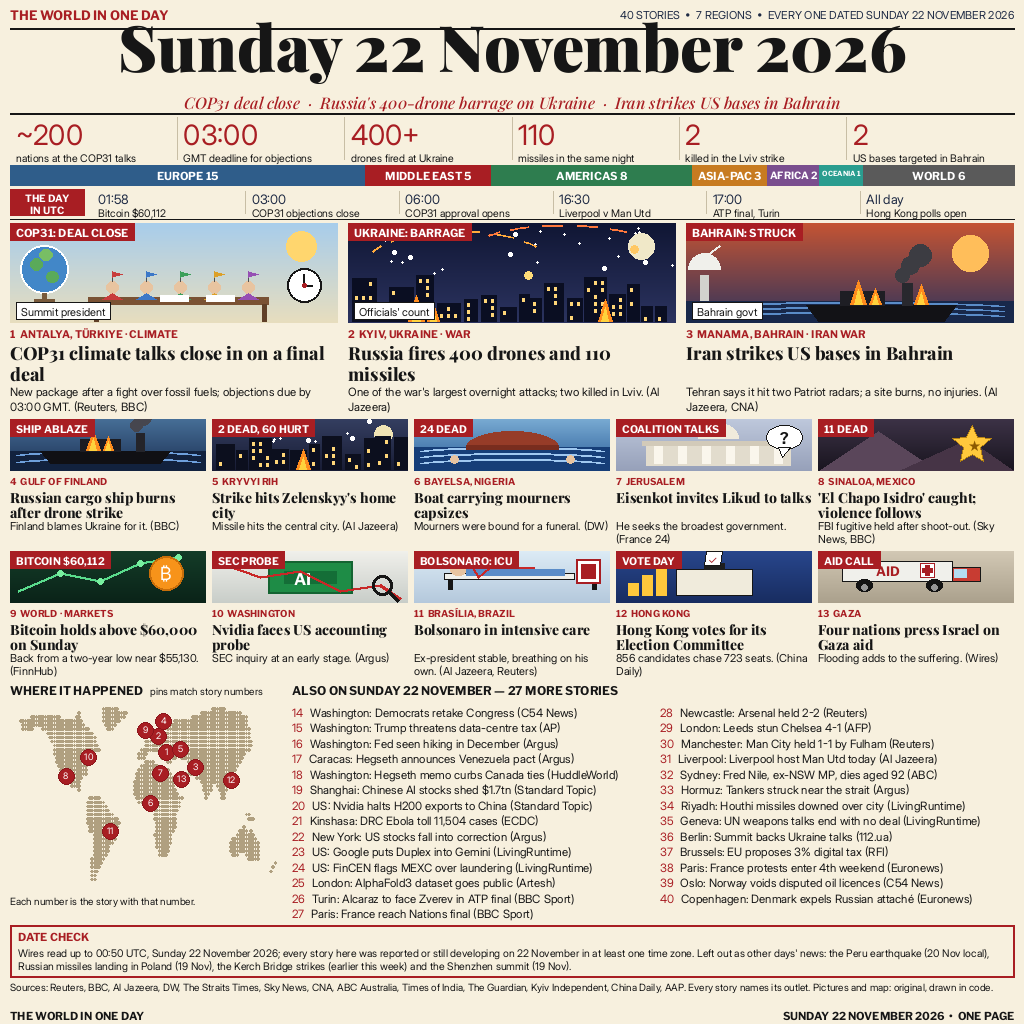 THE WORLD IN ONE DAY
40 STORIES • 7 REGIONS • EVERY ONE DATED SUNDAY 22 NOVEMBER 2026
Sunday 22 November 2026
COP31 deal close · Russia's 400-drone barrage on Ukraine · Iran strikes US bases in Bahrain
~200
nations at the COP31 talks
03:00
GMT deadline for objections
400+
drones fired at Ukraine
110
missiles in the same night
2
killed in the Lviv strike
2
US bases targeted in Bahrain
EUROPE 15
MIDDLE EAST 5
AMERICAS 8
ASIA-PAC 3
AFRICA 2
OCEANIA 1
WORLD 6
THE DAY
IN UTC
01:58
Bitcoin $60,112
03:00
COP31 objections close
06:00
COP31 approval opens
16:30
Liverpool v Man Utd
17:00
ATP final, Turin
All day
Hong Kong polls open
COP31: DEAL CLOSE
Summit president
1 ANTALYA, TÜRKIYE · CLIMATE
COP31 climate talks close in on a final
deal
New package after a fight over fossil fuels; objections due by
03:00 GMT. (Reuters, BBC)
UKRAINE: BARRAGE
Officials' count
2 KYIV, UKRAINE · WAR
Russia fires 400 drones and 110
missiles
One of the war's largest overnight attacks; two killed in Lviv. (Al
Jazeera)
BAHRAIN: STRUCK
Bahrain govt
3 MANAMA, BAHRAIN · IRAN WAR
Iran strikes US bases in Bahrain
Tehran says it hit two Patriot radars; a site burns, no injuries. (Al
Jazeera, CNA)
SHIP ABLAZE
4 GULF OF FINLAND
Russian cargo ship burns
after drone strike
Finland blames Ukraine for it. (BBC)
2 DEAD, 60 HURT
5 KRYVYI RIH
Strike hits Zelenskyy's home
city
Missile hits the central city. (Al Jazeera)
24 DEAD
6 BAYELSA, NIGERIA
Boat carrying mourners
capsizes
Mourners were bound for a funeral. (DW)
COALITION TALKS
?
7 JERUSALEM
Eisenkot invites Likud to talks
He seeks the broadest government.
(France 24)
11 DEAD
8 SINALOA, MEXICO
'El Chapo Isidro' caught;
violence follows
FBI fugitive held after shoot-out. (Sky
News, BBC)
BITCOIN $60,112
₿
9 WORLD · MARKETS
Bitcoin holds above $60,000
on Sunday
Back from a two-year low near $55,130.
(FinnHub)
SEC PROBE
Ai
10 WASHINGTON
Nvidia faces US accounting
probe
SEC inquiry at an early stage. (Argus)
BOLSONARO: ICU
11 BRASÍLIA, BRAZIL
Bolsonaro in intensive care
Ex-president stable, breathing on his
own. (Al Jazeera, Reuters)
VOTE DAY
12 HONG KONG
Hong Kong votes for its
Election Committee
856 candidates chase 723 seats. (China
Daily)
AID CALL
AID
13 GAZA
Four nations press Israel on
Gaza aid
Flooding adds to the suffering. (Wires)
WHERE IT HAPPENED pins match story numbers
4
9
2
1
5
10
3
8
7
13
12
6
11
Each number is the story with that number.
ALSO ON SUNDAY 22 NOVEMBER — 27 MORE STORIES
14 Washington: Democrats retake Congress (C54 News)
15 Washington: Trump threatens data-centre tax (AP)
16 Washington: Fed seen hiking in December (Argus)
17 Caracas: Hegseth announces Venezuela pact (Argus)
18 Washington: Hegseth memo curbs Canada ties (HuddleWorld)
19 Shanghai: Chinese AI stocks shed $1.7tn (Standard Topic)
20 US: Nvidia halts H200 exports to China (Standard Topic)
21 Kinshasa: DRC Ebola toll 11,504 cases (ECDC)
22 New York: US stocks fall into correction (Argus)
23 US: Google puts Duplex into Gemini (LivingRuntime)
24 US: FinCEN flags MEXC over laundering (LivingRuntime)
25 London: AlphaFold3 dataset goes public (Artesh)
26 Turin: Alcaraz to face Zverev in ATP final (BBC Sport)
27 Paris: France reach Nations final (BBC Sport)
28 Newcastle: Arsenal held 2-2 (Reuters)
29 London: Leeds stun Chelsea 4-1 (AFP)
30 Manchester: Man City held 1-1 by Fulham (Reuters)
31 Liverpool: Liverpool host Man Utd today (Al Jazeera)
32 Sydney: Fred Nile, ex-NSW MP, dies aged 92 (ABC)
33 Hormuz: Tankers struck near the strait (Argus)
34 Riyadh: Houthi missiles downed over city (LivingRuntime)
35 Geneva: UN weapons talks end with no deal (LivingRuntime)
36 Berlin: Summit backs Ukraine talks (112.ua)
37 Brussels: EU proposes 3% digital tax (RFI)
38 Paris: France protests enter 4th weekend (Euronews)
39 Oslo: Norway voids disputed oil licences (C54 News)
40 Copenhagen: Denmark expels Russian attaché (Euronews)
DATE CHECK
Wires read up to 00:50 UTC, Sunday 22 November 2026; every story here was reported or still developing on 22 November in at least one time zone. Left out as other days' news: the Peru earthquake (20 Nov local),
Russian missiles landing in Poland (19 Nov), the Kerch Bridge strikes (earlier this week) and the Shenzhen summit (19 Nov).
Sources: Reuters, BBC, Al Jazeera, DW, The Straits Times, Sky News, CNA, ABC Australia, Times of India, The Guardian, Kyiv Independent, China Daily, AAP. Every story names its outlet. Pictures and map: original, drawn in code.
THE WORLD IN ONE DAY
SUNDAY 22 NOVEMBER 2026 • ONE PAGE